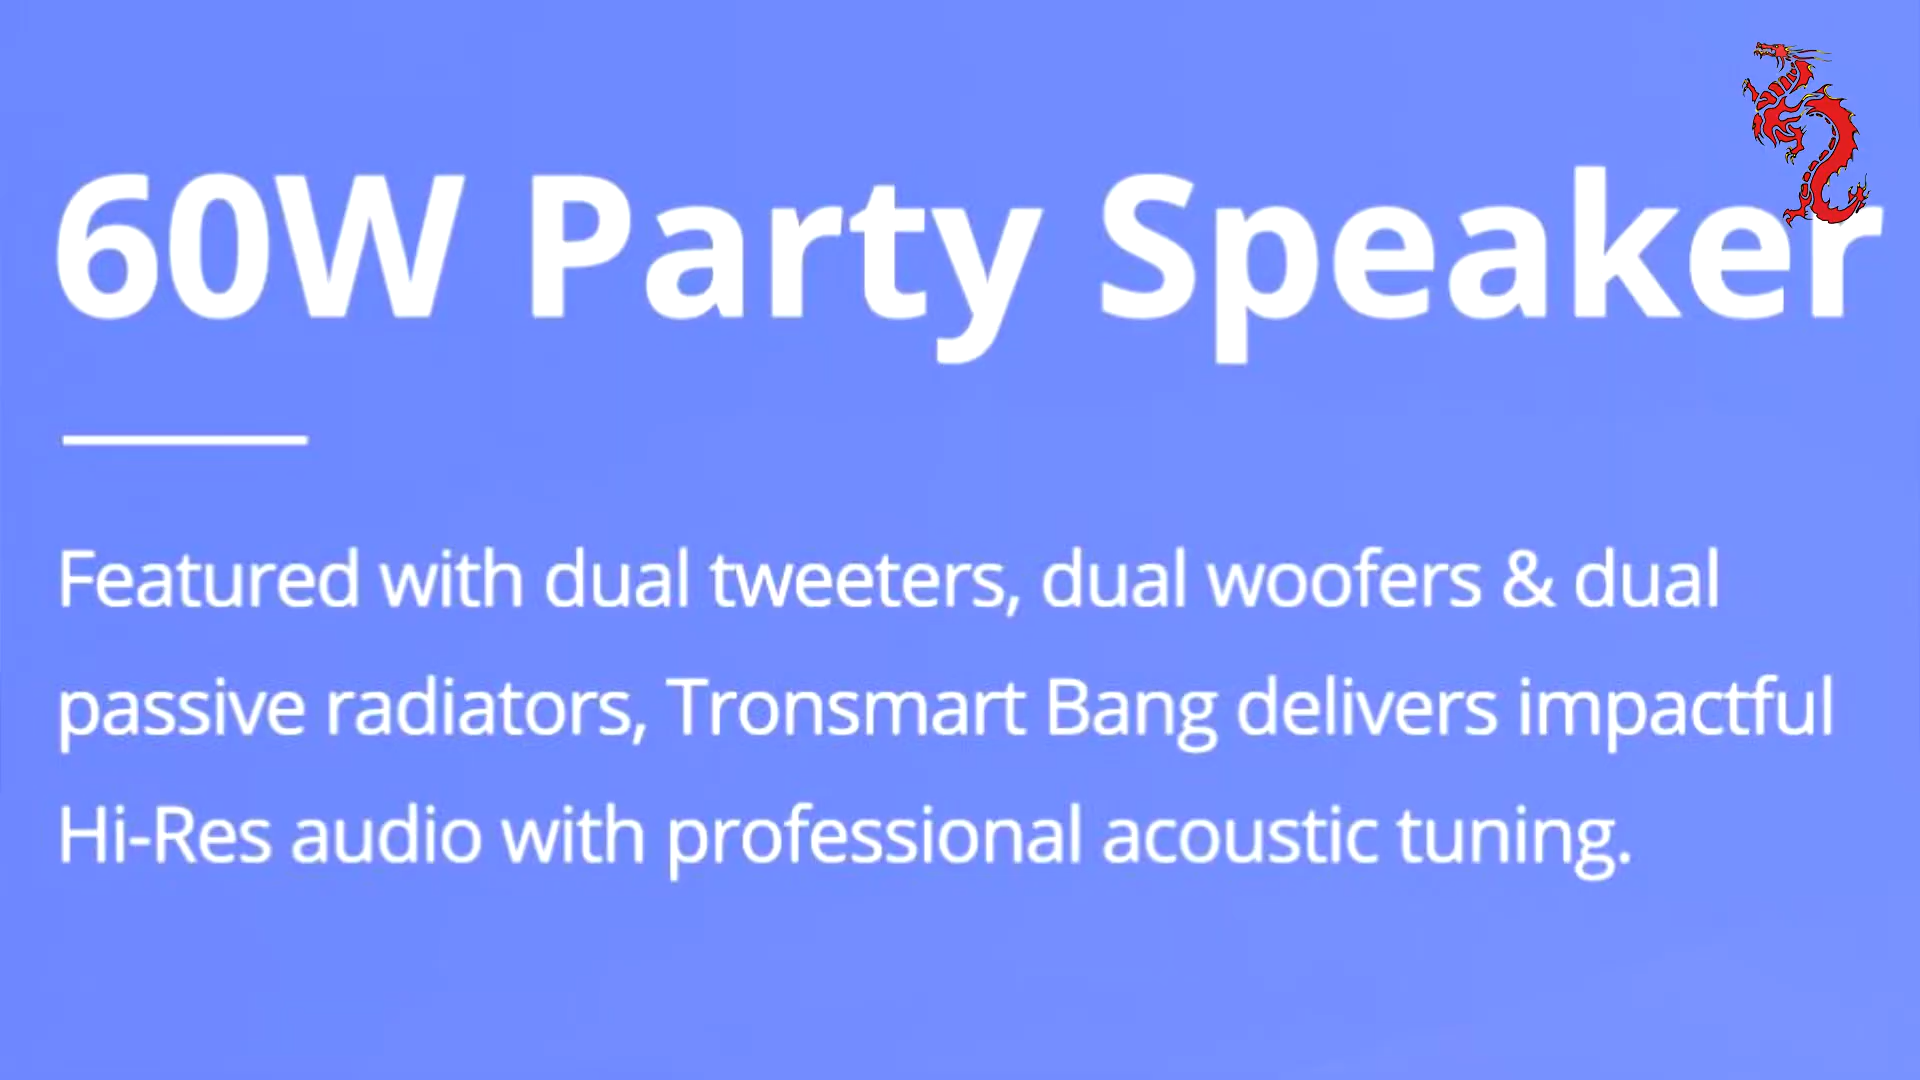 60W Party Speaker
Featured with dual tweeters, dual woofers & dual
passive radiators, Tronsmart Bang delivers impactful
Hi-Res audio with professional acoustic tuning.